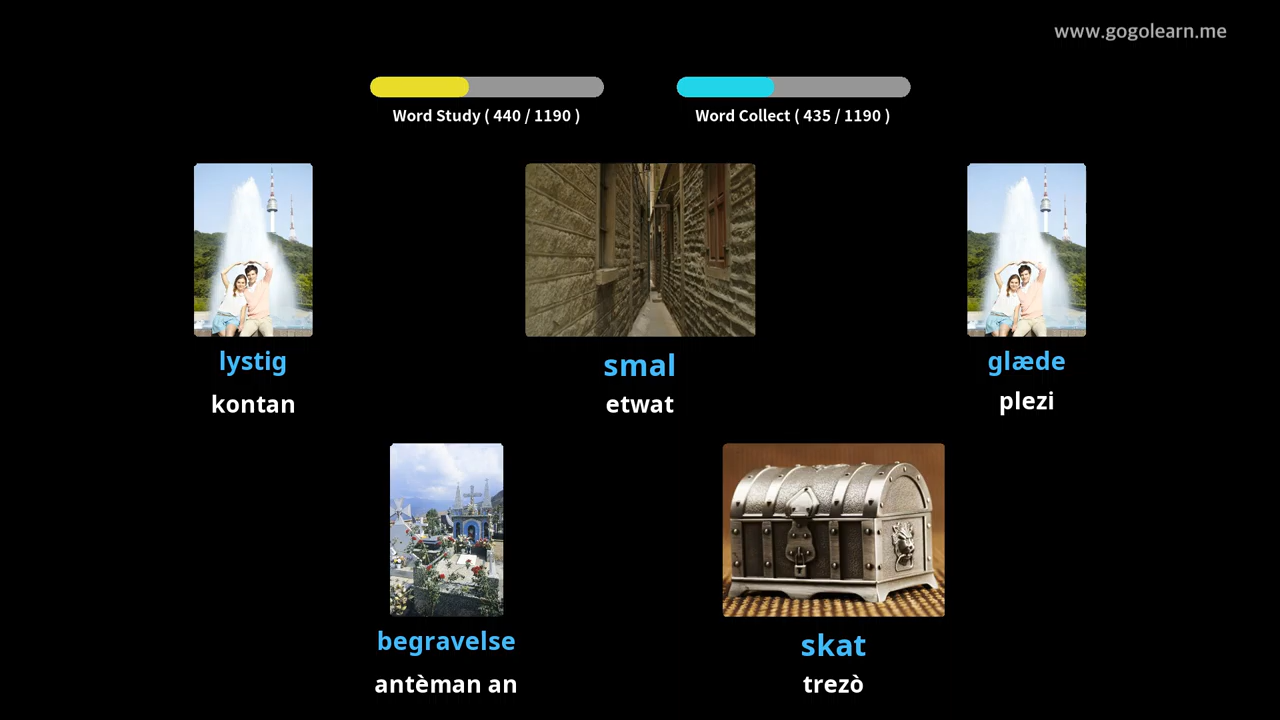 www.gogolearn.me
Word Study ( 440 / 1190 )
Word Collect ( 435 / 1190 )
lystig
kontan
smal
etwat
glæde
plezi
begravelse
antèman an
skat
trezò